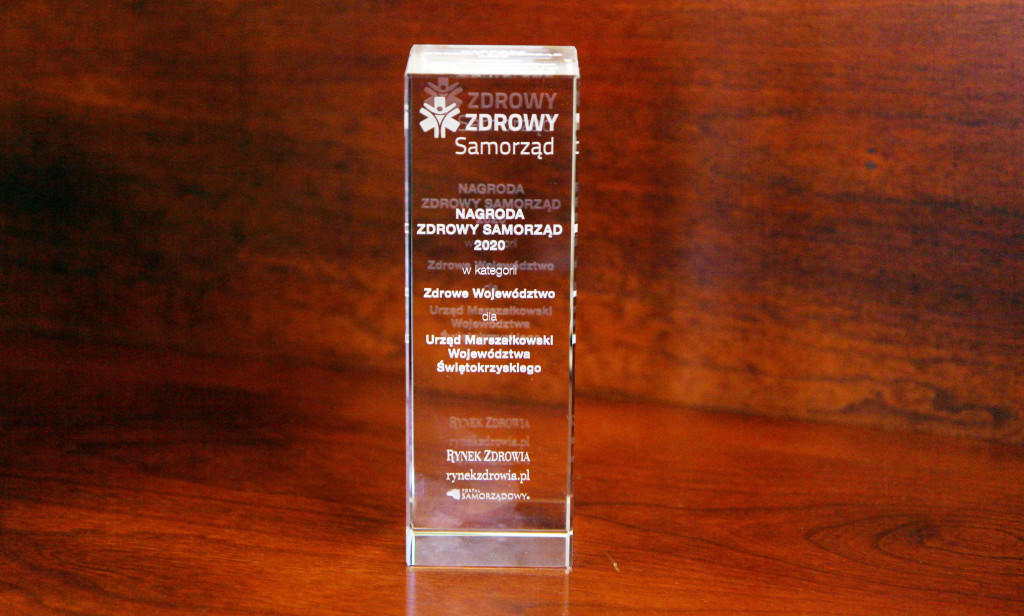 ZDROWY
Samorząd
NAGRODA
ZDROWY SAMORZĄD
2020
w kategorii
Zdrowe Województwo
dla
Urząd Marszałkowski
Województwa
Świętokrzyskiego
RYNEK ZDROWIA
rynekzdrowia.pl
PORTAL
SAMORZĄDOWY